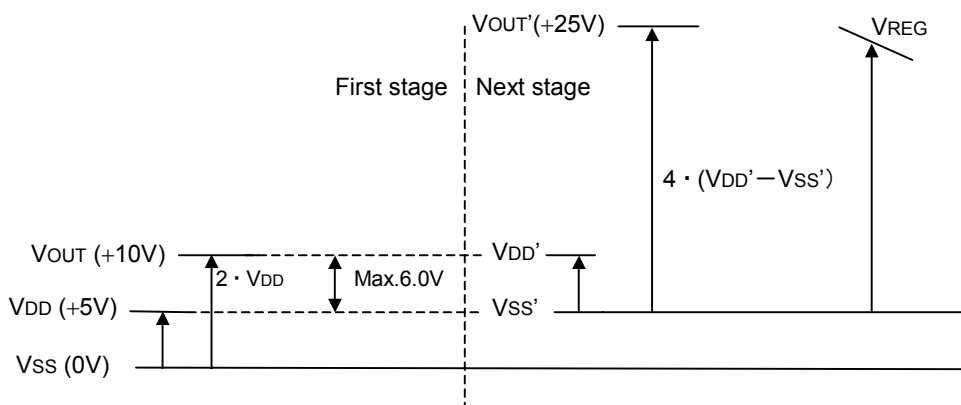 VOUT'(+25V)
VREG
First stage
Next stage
4・(VDD'－VSS')
VOUT (+10V)
VDD'
2・VDD
Max.6.0V
VDD (+5V)
VSS'
VSS (0V)